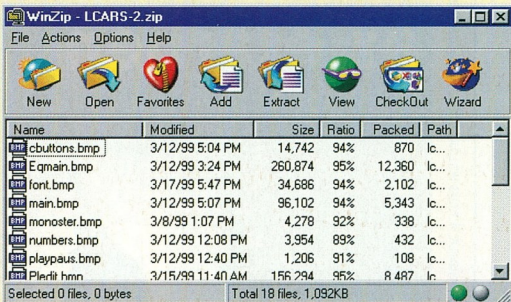 WinZip - LCARS-2.zip
File Actions Options Help
New Open Favorites Add Extract View CheckOut Wizard
Name Modified Size Ratio Packed Path
cbuttons.bmp 3/12/99 5:04 PM 14,742 94% 870 lc...
Eqmain.bmp 3/12/99 3:24 PM 260,874 95% 12,360 lc...
font.bmp 3/17/99 5:47 PM 34,686 94% 2,102 lc...
main.bmp 3/12/99 5:07 PM 96,102 94% 5,343 lc...
monoster.bmp 3/8/99 1:07 PM 4,278 92% 338 lc...
numbers.bmp 3/12/99 12:08 PM 3,954 89% 432 lc...
playpaus.bmp 3/12/99 12:40 PM 1,206 91% 108 lc...
Pledit.bmp 3/15/99 11:40 AM 156,294 95% 8,487 lc...
Selected 0 files, 0 bytes Total 18 files, 1,092KB